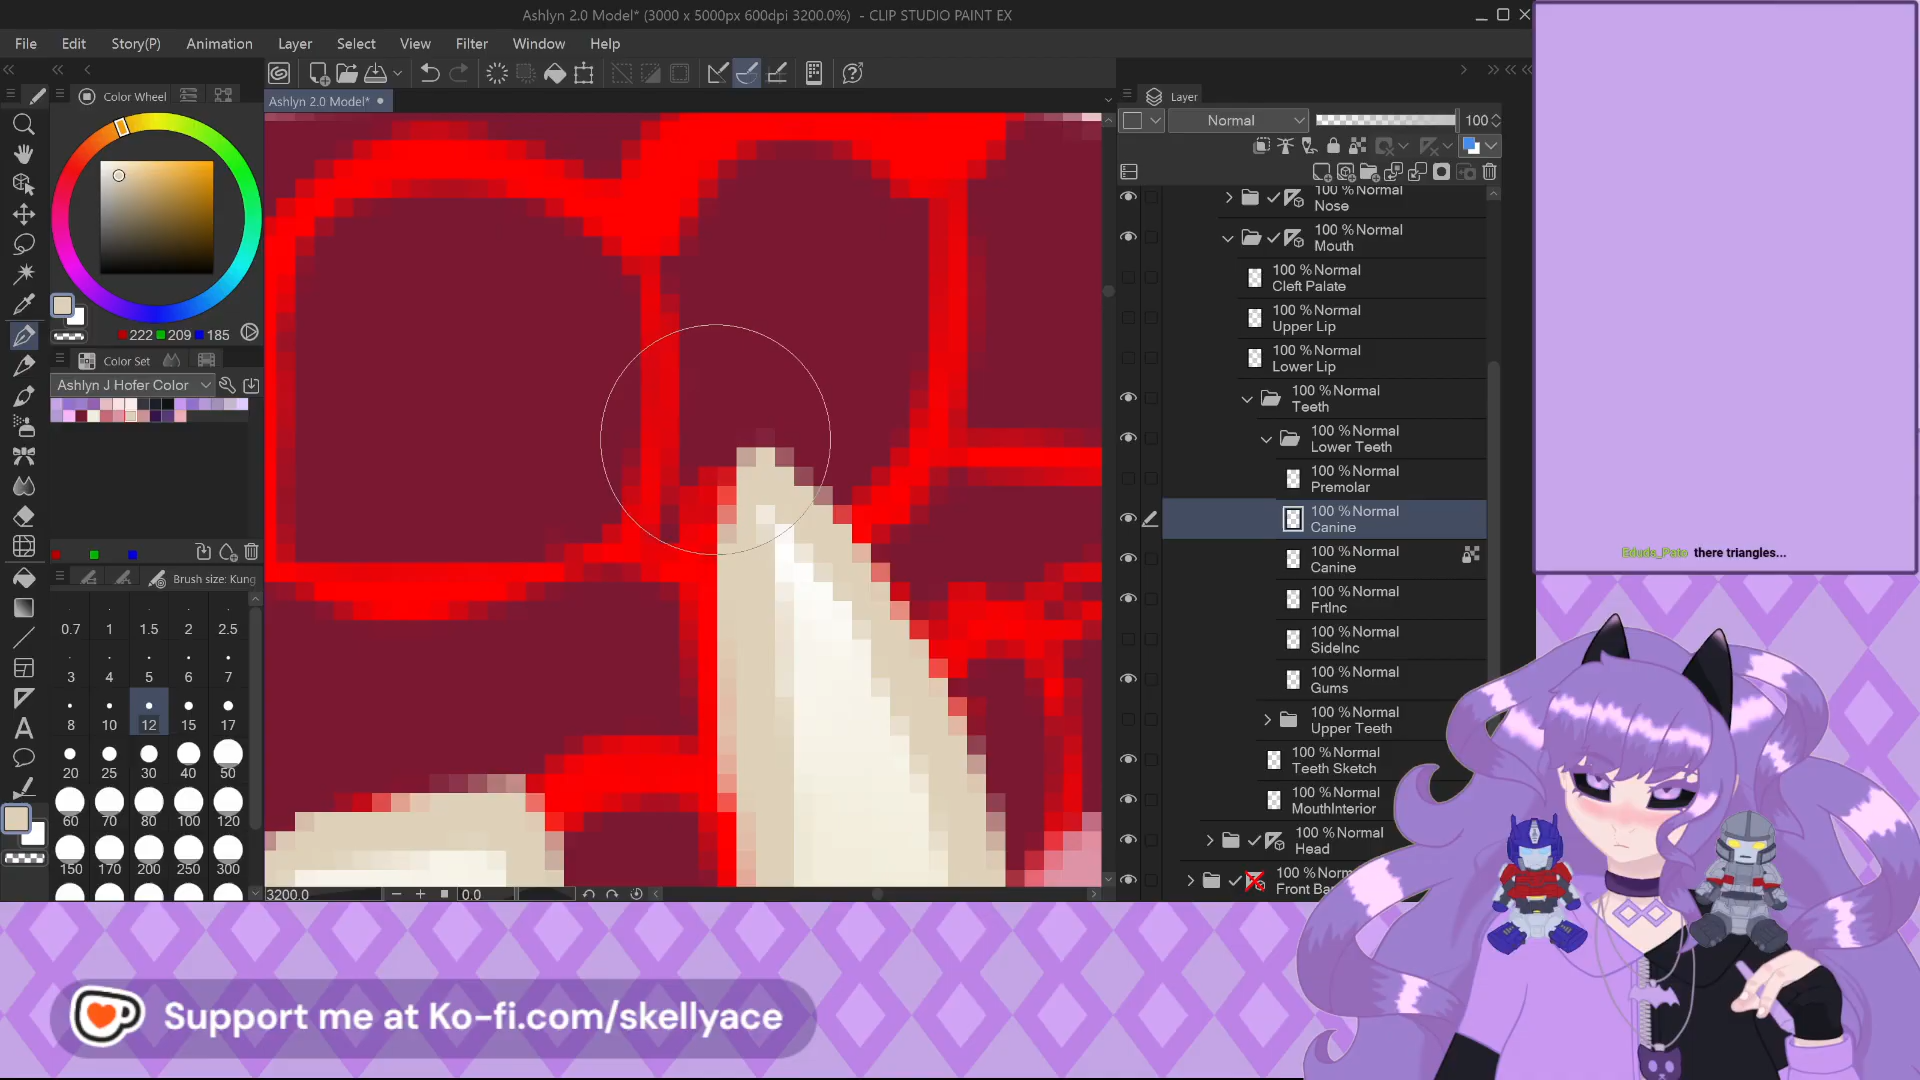 Ashlyn 2.0 Model* (3000 x 5000px 600dpi 3200.0%) - CLIP STUDIO PAINT EX
File Edit Story(P) Animation Layer Select View Filter Window Help
Color Wheel
Ashlyn 2.0 Model*
Layer
Normal 100
222 209 185
Color Set
Ashlyn J Hofer Color
Brush size: Kung
0.7 1 1.5 2 2.5
3 4 5 6 7
8 10 12 15 17
20 25 30 40 50
60 70 80 100 120
150 170 200 250 300
100 % Normal
Nose
100 % Normal
Mouth
100 % Normal
Cleft Palate
100 % Normal
Upper Lip
100 % Normal
Lower Lip
100 % Normal
Teeth
100 % Normal
Lower Teeth
100 % Normal
Premolar
100 % Normal
Canine
100 % Normal
Canine
100 % Normal
FrtInc
100 % Normal
SideInc
100 % Normal
Gums
100 % Normal
Upper Teeth
100 % Normal
Teeth Sketch
100 % Normal
MouthInterior
100 % Normal
Head
100 % Norm
Front Ba
3200.0 0.0
there triangles...
Support me at Ko-fi.com/skellyace